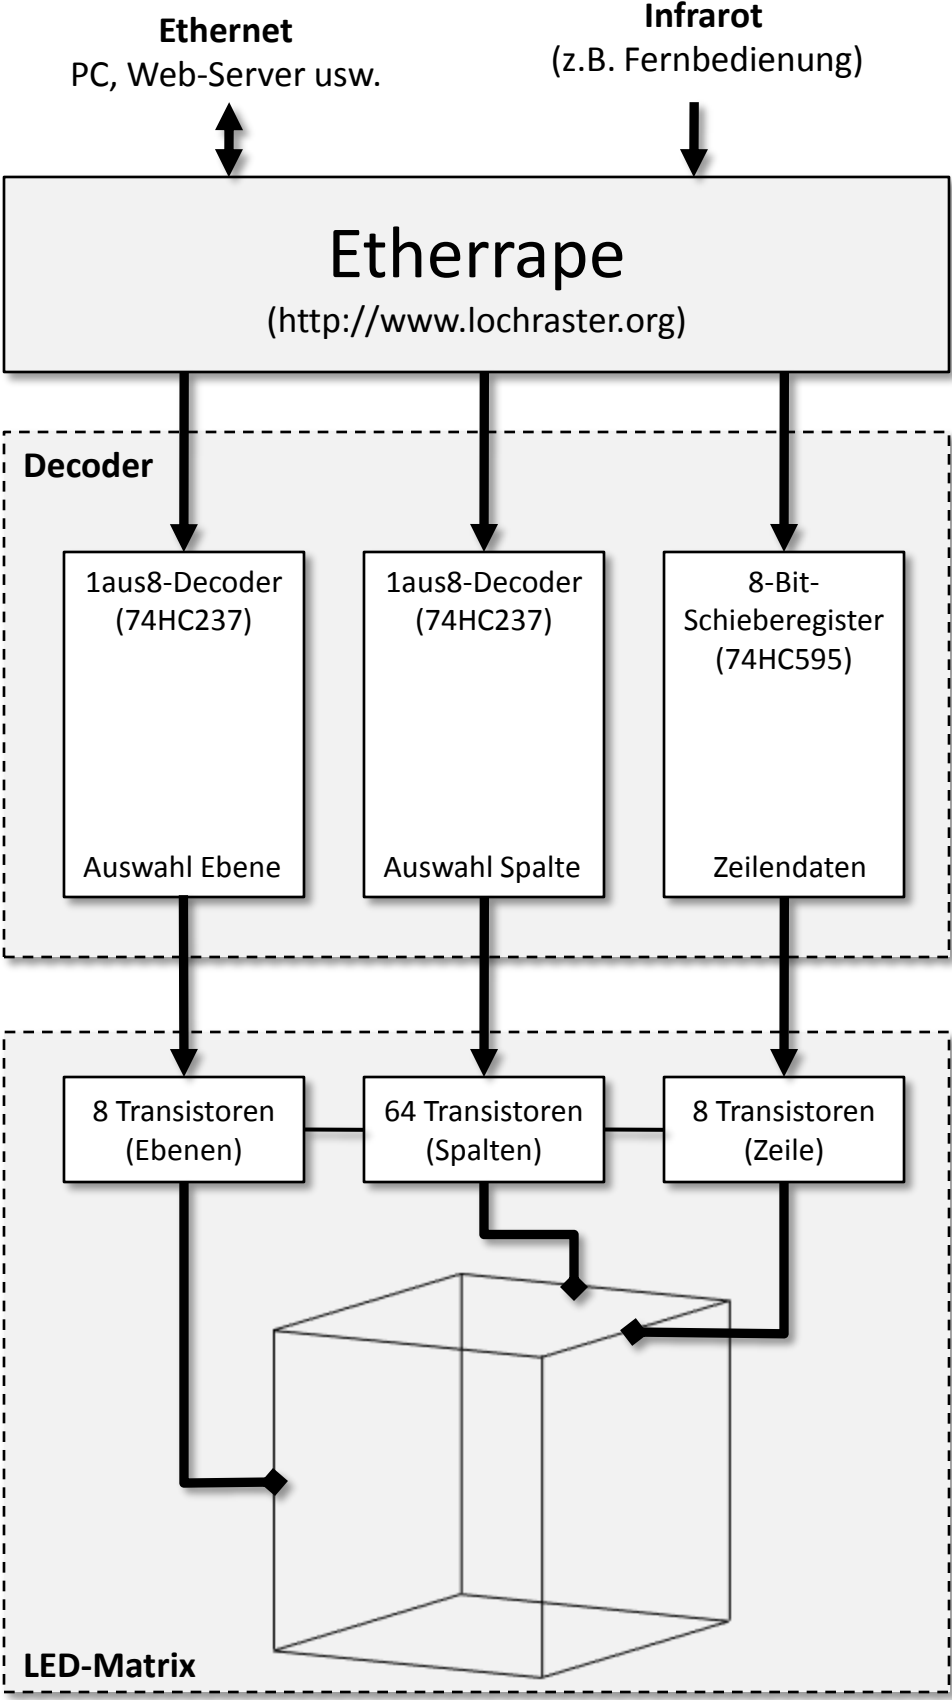 Ethernet
PC, Web-Server usw.
Infrarot
(z.B. Fernbedienung)
Etherrape
(http://www.lochraster.org)
Decoder
1aus8-Decoder
(74HC237)
Auswahl Ebene
1aus8-Decoder
(74HC237)
Auswahl Spalte
8-Bit-
Schieberegister
(74HC595)
Zeilendaten
8 Transistoren
(Ebenen)
64 Transistoren
(Spalten)
8 Transistoren
(Zeile)
LED-Matrix